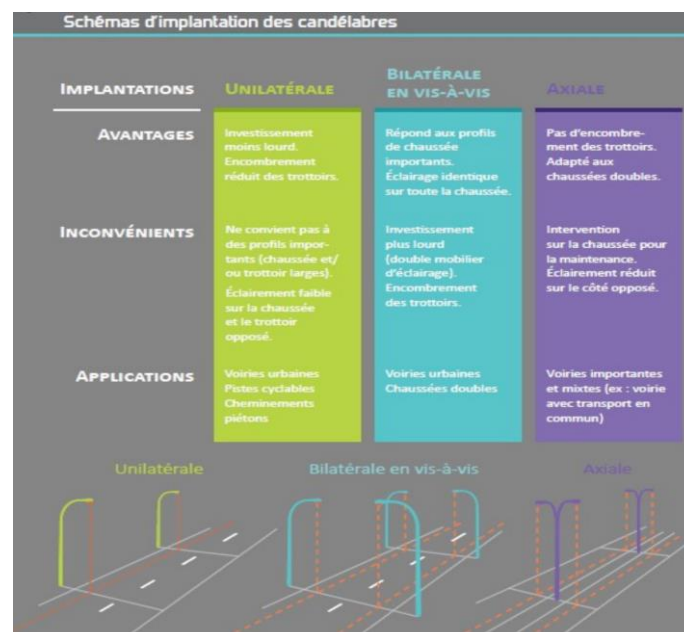 Schémas d'implantation des candélabres
IMPLANTATIONS
UNILATÉRALE
BILATÉRALE
EN VIS-À-VIS
AXIALE
AVANTAGES
Investissement
moins lourd.
Encombrement
réduit des trottoirs.
Répond aux profils
de chaussée
importants.
Éclairage identique
sur toute la chaussée.
Pas d'encombre-
ment des trottoirs.
Adapté aux
chaussées doubles.
INCONVÉNIENTS
Ne convient pas à
des profils impor-
tants (chaussée et/
ou trottoir larges).
Éclairement faible
sur la chaussée
et le trottoir
opposé.
Investissement
plus lourd
(double mobilier
d'éclairage).
Encombrement
des trottoirs.
Intervention
sur la chaussée pour
la maintenance.
Éclairement réduit
sur le côté opposé.
APPLICATIONS
Voiries urbaines
Pistes cyclables
Cheminements
piétons
Voiries urbaines
Chaussées doubles
Voiries importantes
et mixtes (ex : voirie
avec transport en
commun)
Unilatérale
Bilatérale en vis-à-vis
Axiale